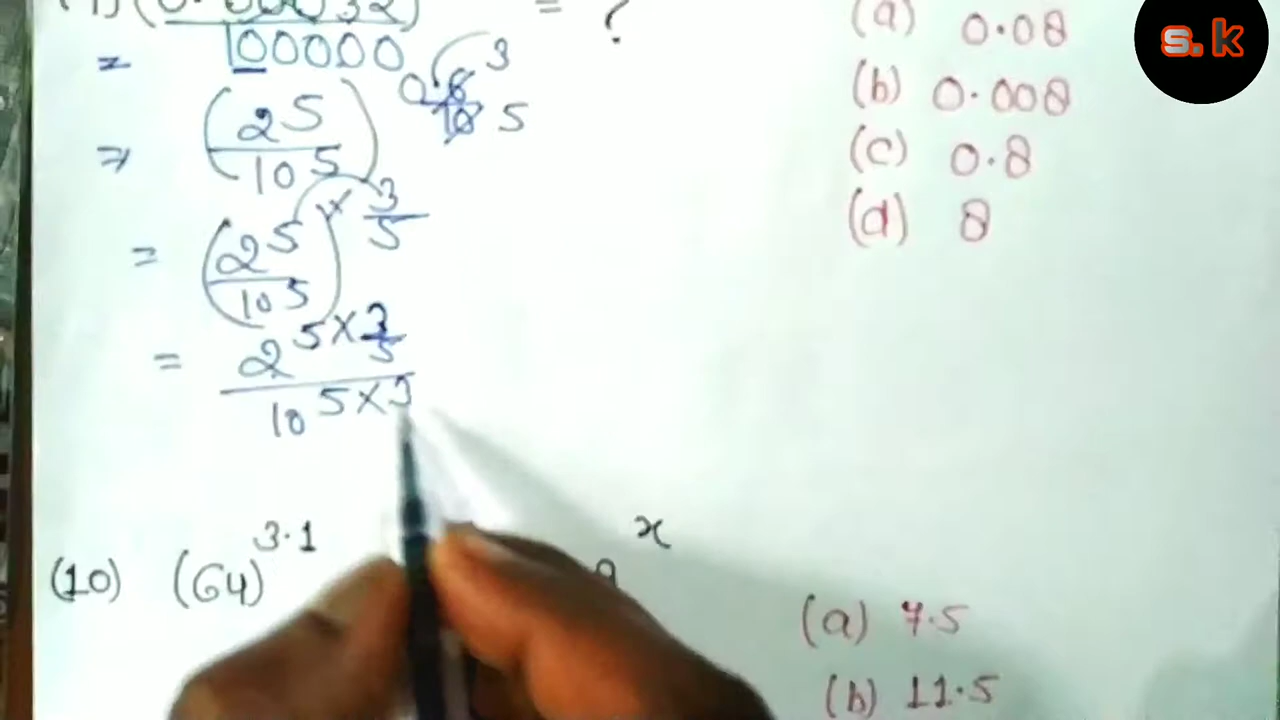 (0.00032) = ?
= 100000
⇒ (2^5/10^5)^0.6 3/10 5
= (2^5/10^5)^×3/5
= 2^5×3/5
10^5×3
(10) (64)^3.1
x
(a) 0.08
(b) 0.008
(c) 0.8
(d) 8
(a) 7.5
(b) 11.5
s.k